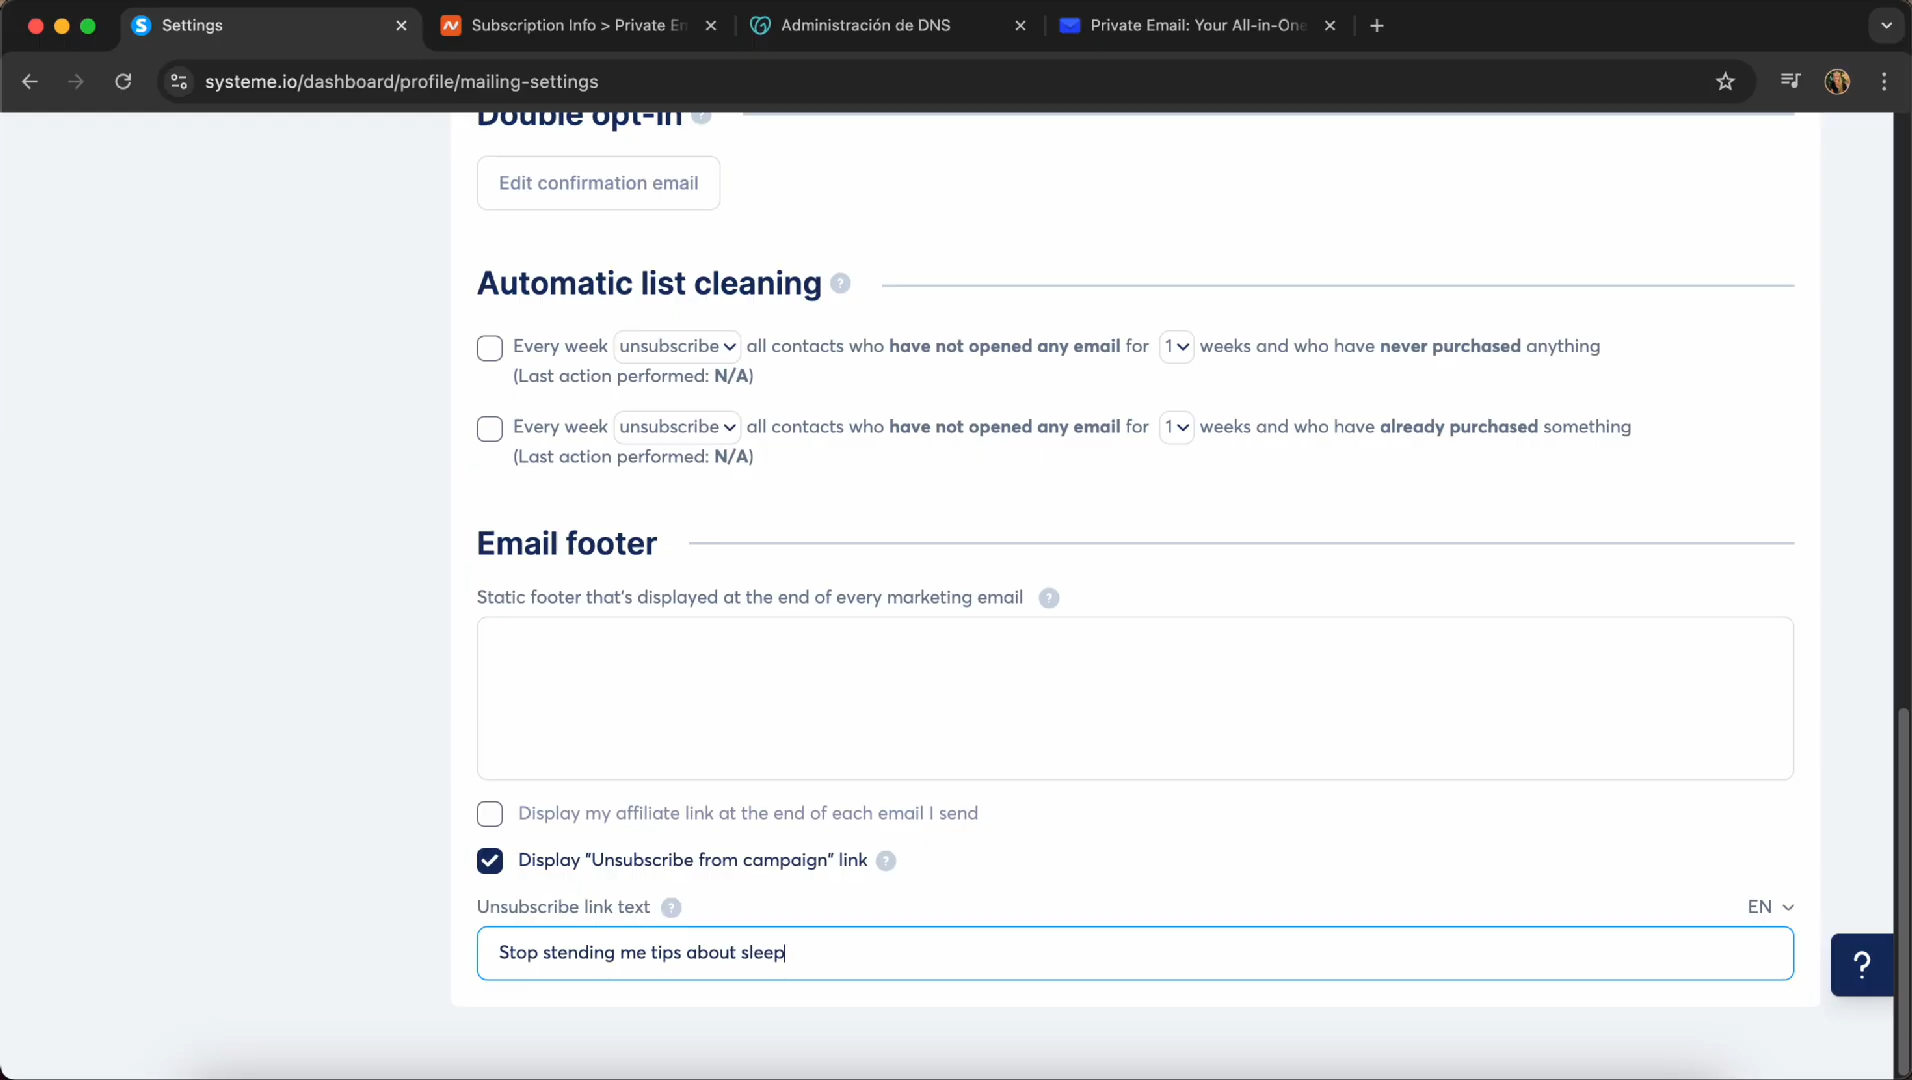 Settings
Subscription Info > Private Em
Administración de DNS
Private Email: Your All-in-One
systeme.io/dashboard/profile/mailing-settings
Double opt-in ?
Edit confirmation email
Automatic list cleaning ?
Every week unsubscribe all contacts who have not opened any email for 1 weeks and who have never purchased anything
(Last action performed: N/A)
Every week unsubscribe all contacts who have not opened any email for 1 weeks and who have already purchased something
(Last action performed: N/A)
Email footer
Static footer that's displayed at the end of every marketing email ?
Display my affiliate link at the end of each email I send
Display "Unsubscribe from campaign" link ?
Unsubscribe link text ?
EN
Stop stending me tips about sleep
?